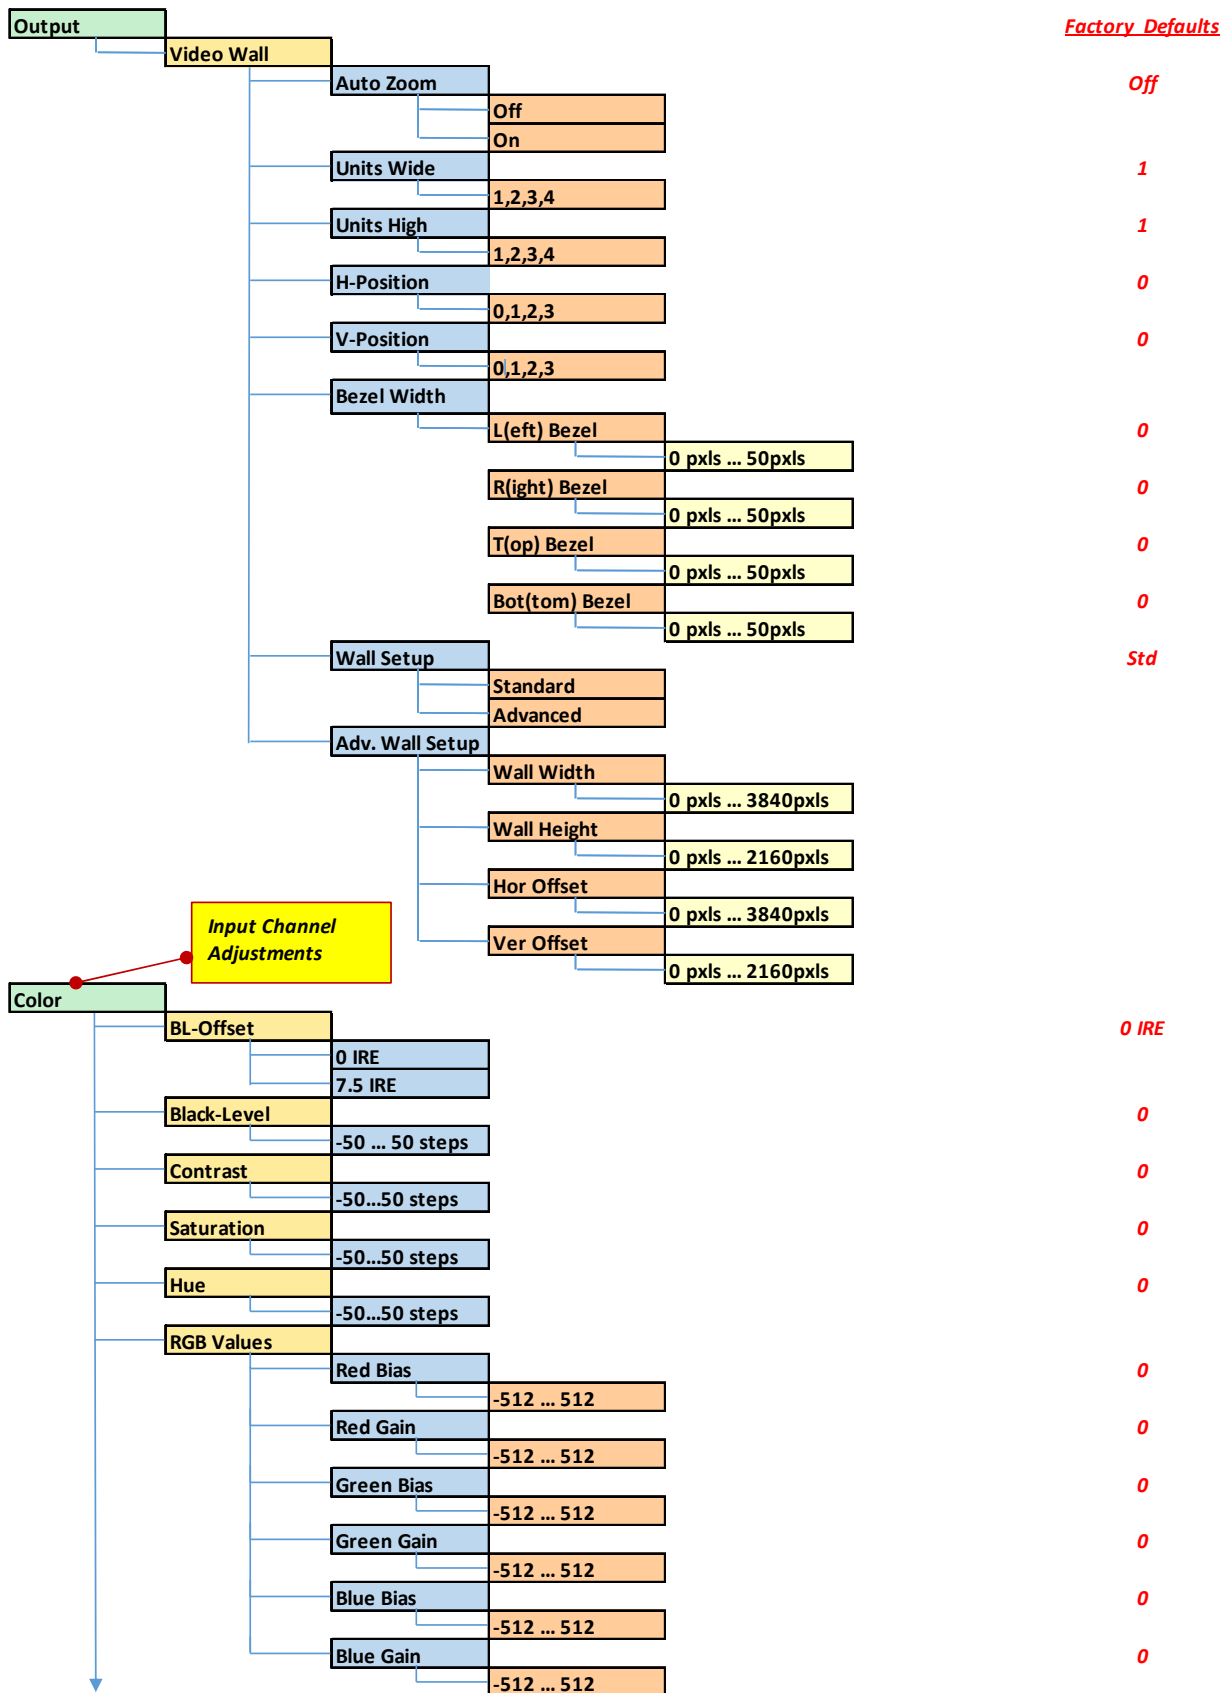 Output
Factory Defaults
Video Wall
Auto Zoom
Off
Off
On
Units Wide
1
1,2,3,4
Units High
1
1,2,3,4
H-Position
0
0,1,2,3
V-Position
0
0,1,2,3
Bezel Width
L(eft) Bezel
0
0 pxls ... 50pxls
R(ight) Bezel
0
0 pxls ... 50pxls
T(op) Bezel
0
0 pxls ... 50pxls
Bot(tom) Bezel
0
0 pxls ... 50pxls
Wall Setup
Std
Standard
Advanced
Adv. Wall Setup
Wall Width
0 pxls ... 3840pxls
Wall Height
0 pxls ... 2160pxls
Hor Offset
0 pxls ... 3840pxls
Input Channel
Adjustments
Ver Offset
0 pxls ... 2160pxls
Color
BL-Offset
0 IRE
0 IRE
7.5 IRE
Black-Level
0
-50 ... 50 steps
Contrast
0
-50...50 steps
Saturation
0
-50...50 steps
Hue
0
-50...50 steps
RGB Values
Red Bias
0
-512 ... 512
Red Gain
0
-512 ... 512
Green Bias
0
-512 ... 512
Green Gain
0
-512 ... 512
Blue Bias
0
-512 ... 512
Blue Gain
0
-512 ... 512